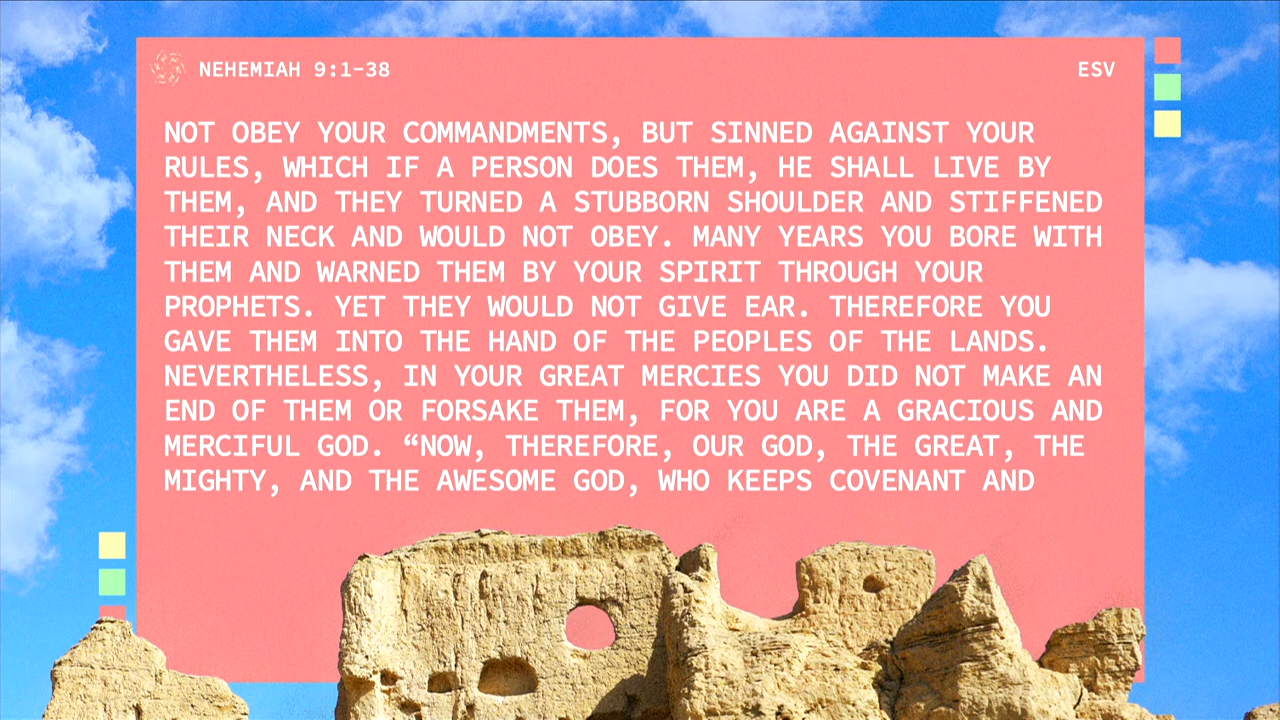 NEHEMIAH 9:1–38
ESV
NOT OBEY YOUR COMMANDMENTS, BUT SINNED AGAINST YOUR
RULES, WHICH IF A PERSON DOES THEM, HE SHALL LIVE BY
THEM, AND THEY TURNED A STUBBORN SHOULDER AND STIFFENED
THEIR NECK AND WOULD NOT OBEY. MANY YEARS YOU BORE WITH
THEM AND WARNED THEM BY YOUR SPIRIT THROUGH YOUR
PROPHETS. YET THEY WOULD NOT GIVE EAR. THEREFORE YOU
GAVE THEM INTO THE HAND OF THE PEOPLES OF THE LANDS.
NEVERTHELESS, IN YOUR GREAT MERCIES YOU DID NOT MAKE AN
END OF THEM OR FORSAKE THEM, FOR YOU ARE A GRACIOUS AND
MERCIFUL GOD. “NOW, THEREFORE, OUR GOD, THE GREAT, THE
MIGHTY, AND THE AWESOME GOD, WHO KEEPS COVENANT AND